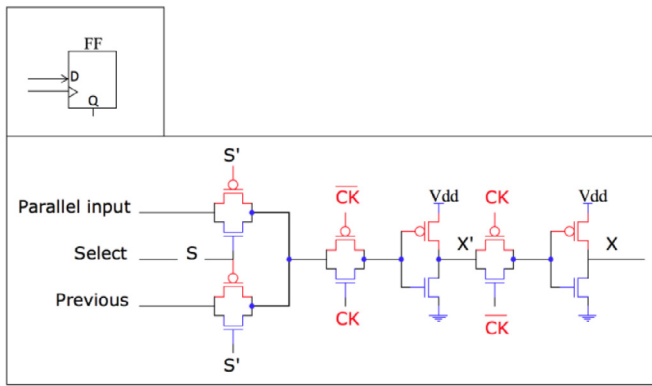 FF
D
Q
S'
Parallel input
Select
S
Previous
S'
CK
CK
Vdd
X'
CK
CK
Vdd
X